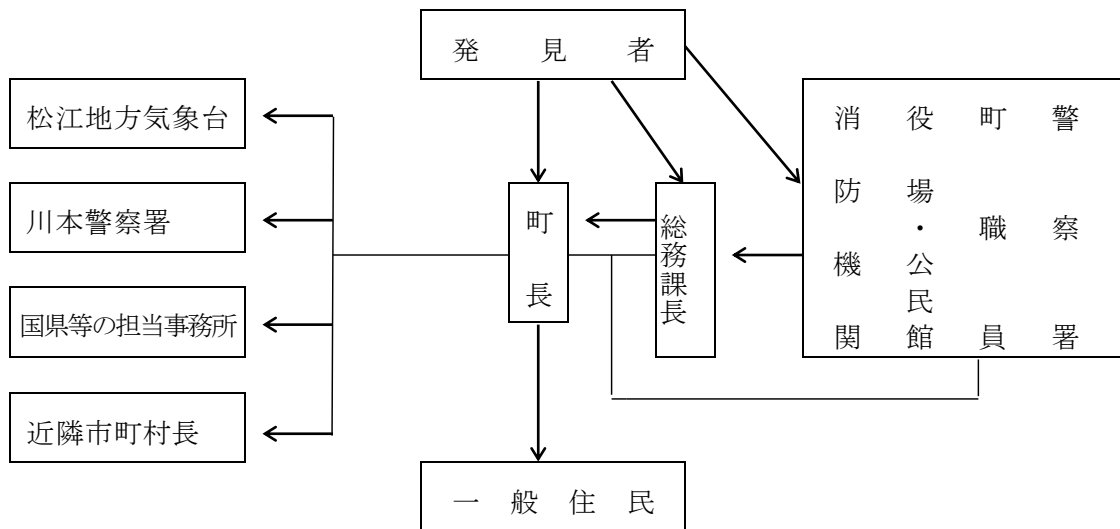 発見者
松江地方気象台
川本警察署
国県等の担当事務所
近隣市町村長
町長
総務課長
警察署
町職員
役場・公民館
消防機関
一般住民